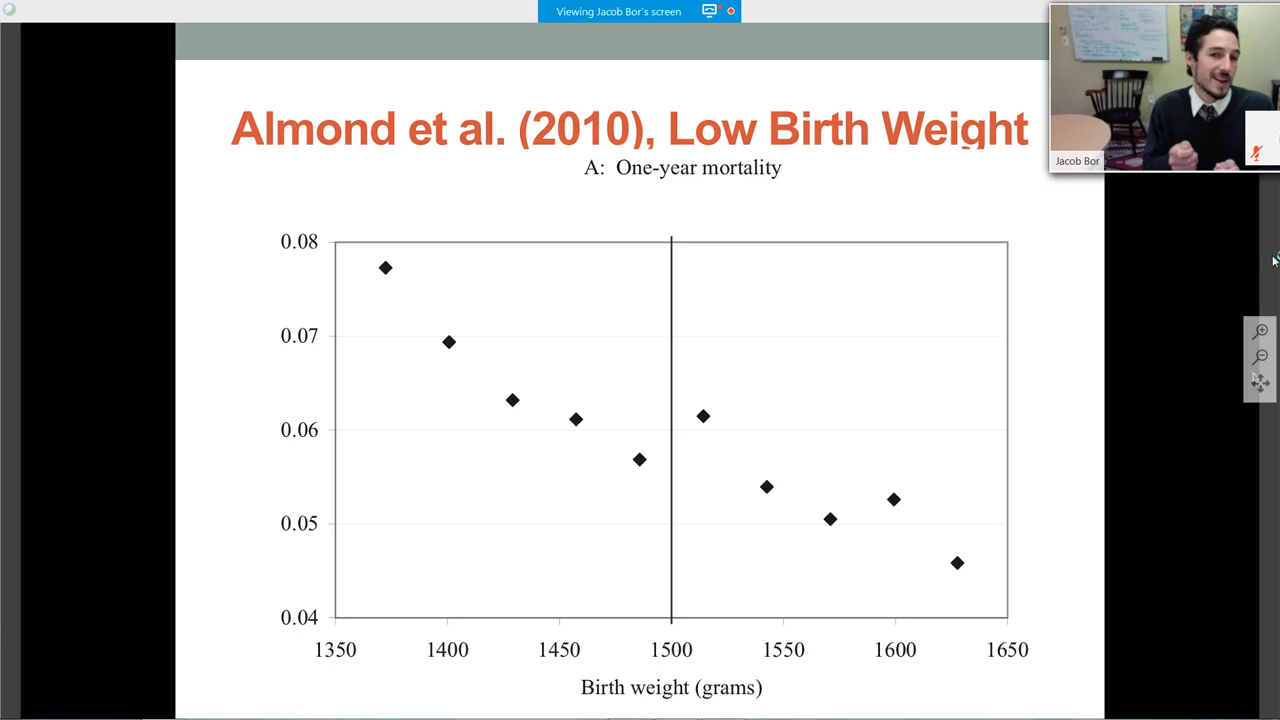 Viewing Jacob Bor's screen
Almond et al. (2010), Low Birth Weight
A: One-year mortality
Jacob Bor
0.08
0.07
0.06
0.05
0.04
1350 1400 1450 1500 1550 1600 1650
Birth weight (grams)